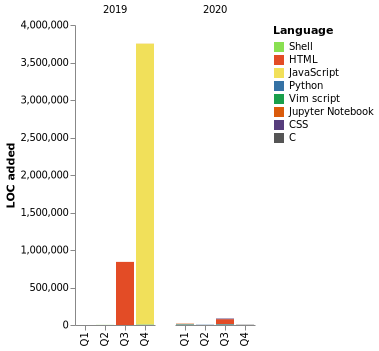 2019
2020
4,000,000
3,500,000
3,000,000
2,500,000
2,000,000
1,500,000
1,000,000
500,000
0
LOC added
Q1
Q2
Q3
Q4
Q1
Q2
Q3
Q4
Language
Shell
HTML
JavaScript
Python
Vim script
Jupyter Notebook
CSS
C